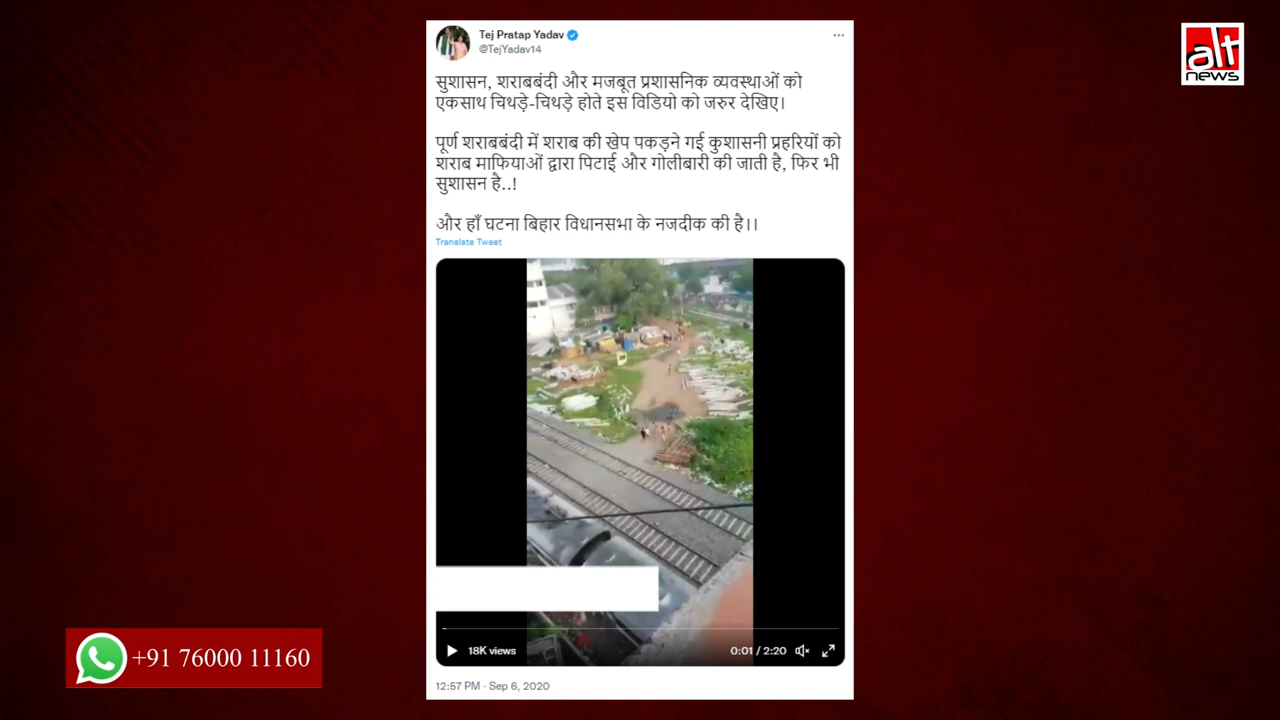 Tej Pratap Yadav
@TejYadav14
alt
news
सुशासन, शराबबंदी और मजबूत प्रशासनिक व्यवस्थाओं को
एकसाथ चिथड़े-चिथड़े होते इस विडियो को जरुर देखिए।
पूर्ण शराबबंदी में शराब की खेप पकड़ने गई कुशासनी प्रहरियों को
शराब माफियाओं द्वारा पिटाई और गोलीबारी की जाती है, फिर भी
सुशासन है..!
और हाँ घटना बिहार विधानसभा के नजदीक की है।।
Translate Tweet
18K views
0:01 / 2:20
12:57 PM · Sep 6, 2020
+91 76000 11160